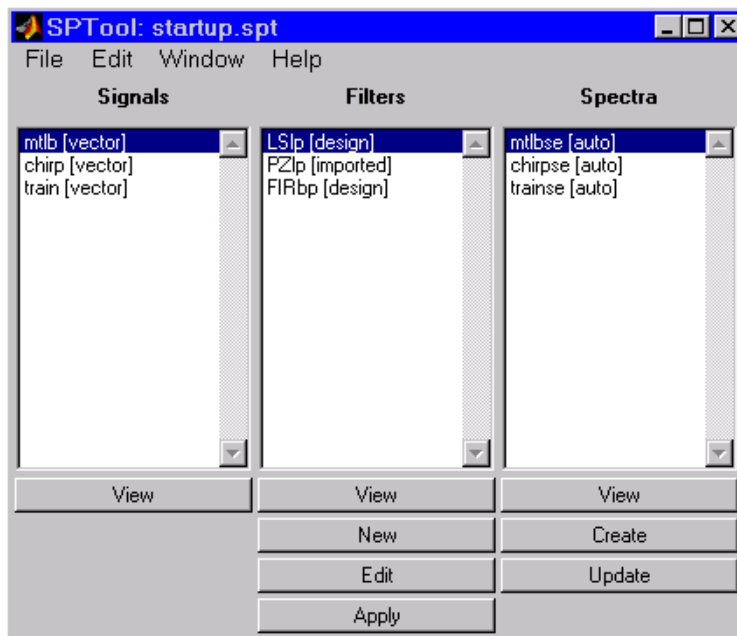 SPTool: startup.spt
File Edit Window Help
Signals
mtlb [vector]
chirp [vector]
train [vector]
View
Filters
LSlp [design]
PZlp [imported]
FIRbp [design]
View
New
Edit
Apply
Spectra
mtlbse [auto]
chirpse [auto]
trainse [auto]
View
Create
Update